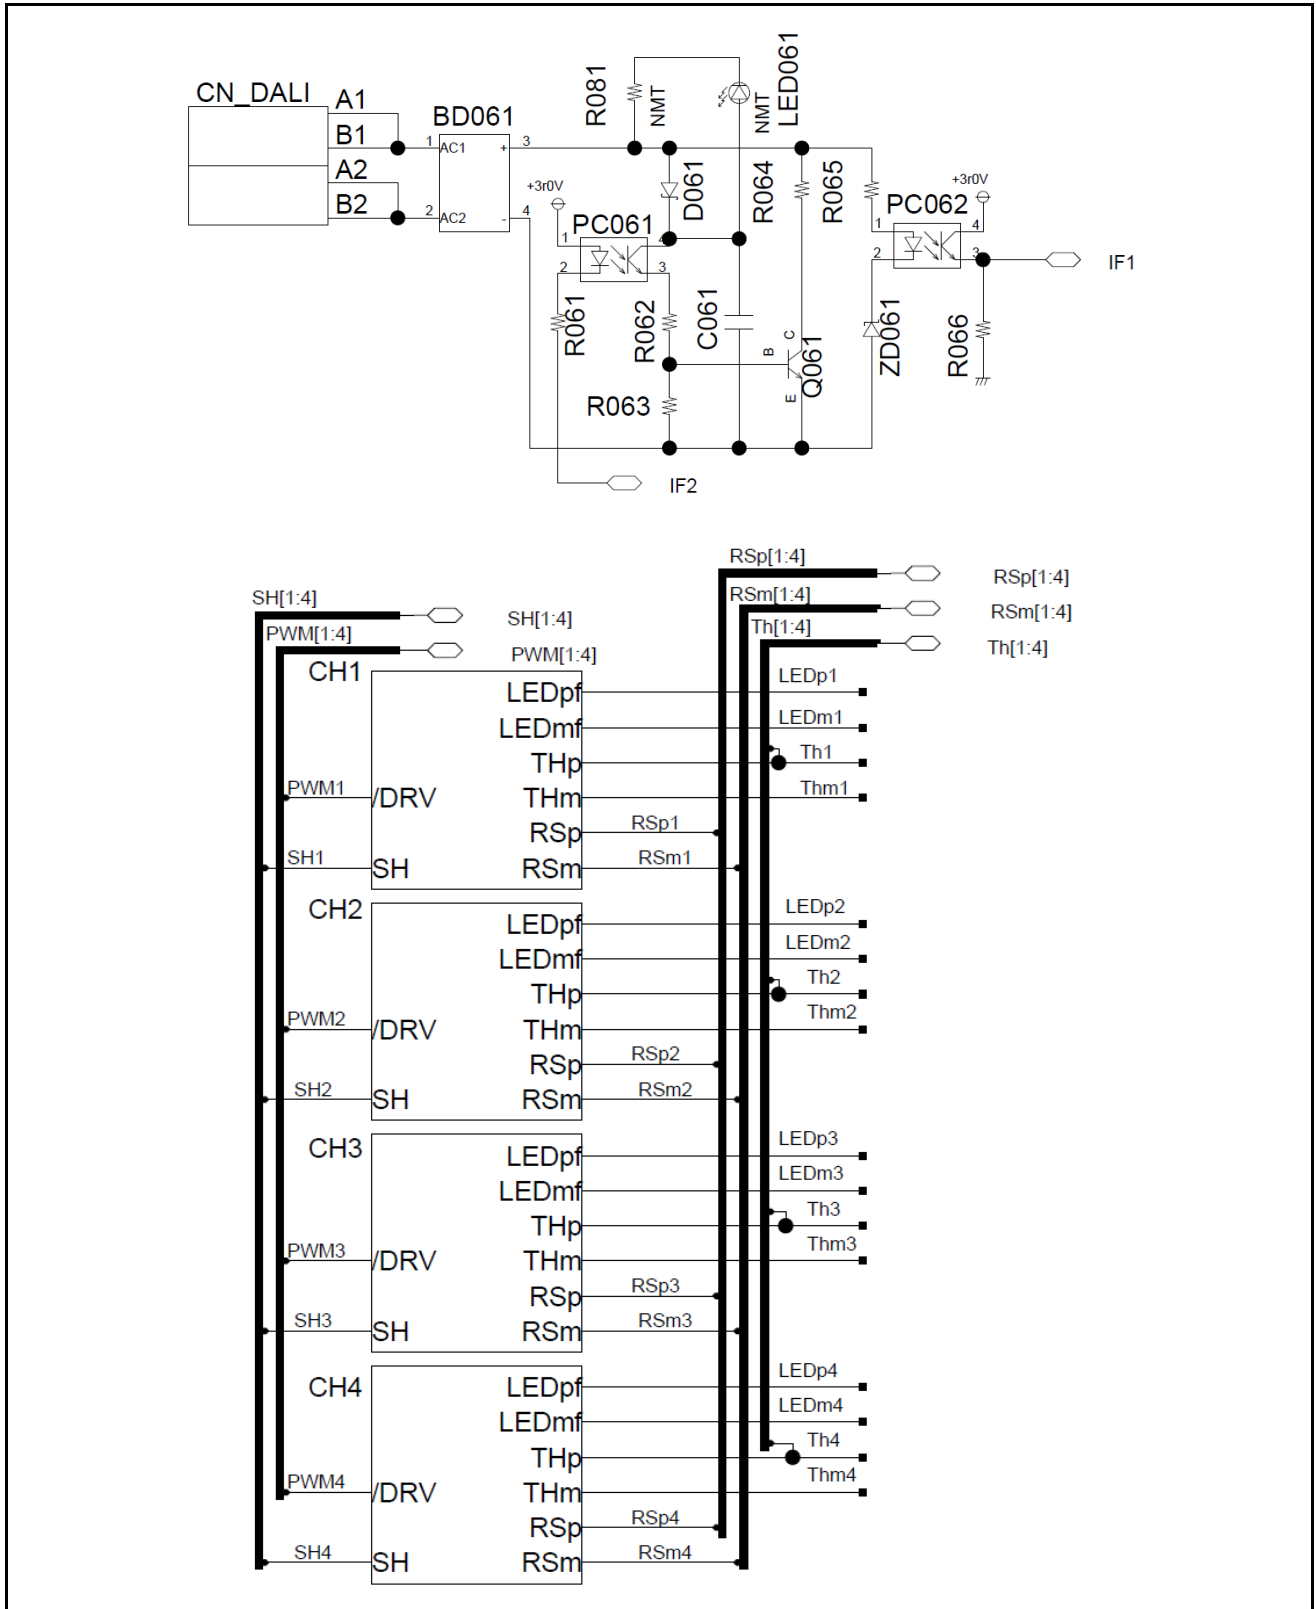 CN_DALI
A1
B1
A2
B2
BD061
1 AC1 + 3
2 AC2 - 4
R081
NMT
LED061
NMT
D061
R064
R065
+3r0V
PC061
1
2
4
3
R061
R062
R063
C061
B
C
E
Q061
PC062
+3r0V
1
2
4
3
ZD061
R066
IF1
IF2
RSp[1:4]
RSp[1:4]
RSm[1:4]
RSm[1:4]
Th[1:4]
Th[1:4]
SH[1:4]
SH[1:4]
PWM[1:4]
PWM[1:4]
CH1
LEDpf LEDp1
LEDmf LEDm1
THp Th1
PWM1 /DRV THm Thm1
RSp RSp1
SH1 SH RSm RSm1
CH2
LEDpf LEDp2
LEDmf LEDm2
THp Th2
PWM2 /DRV THm Thm2
RSp RSp2
SH2 SH RSm RSm2
CH3
LEDpf LEDp3
LEDmf LEDm3
THp Th3
PWM3 /DRV THm Thm3
RSp RSp3
SH3 SH RSm RSm3
CH4
LEDpf LEDp4
LEDmf LEDm4
THp Th4
PWM4 /DRV THm Thm4
RSp RSp4
SH4 SH RSm RSm4